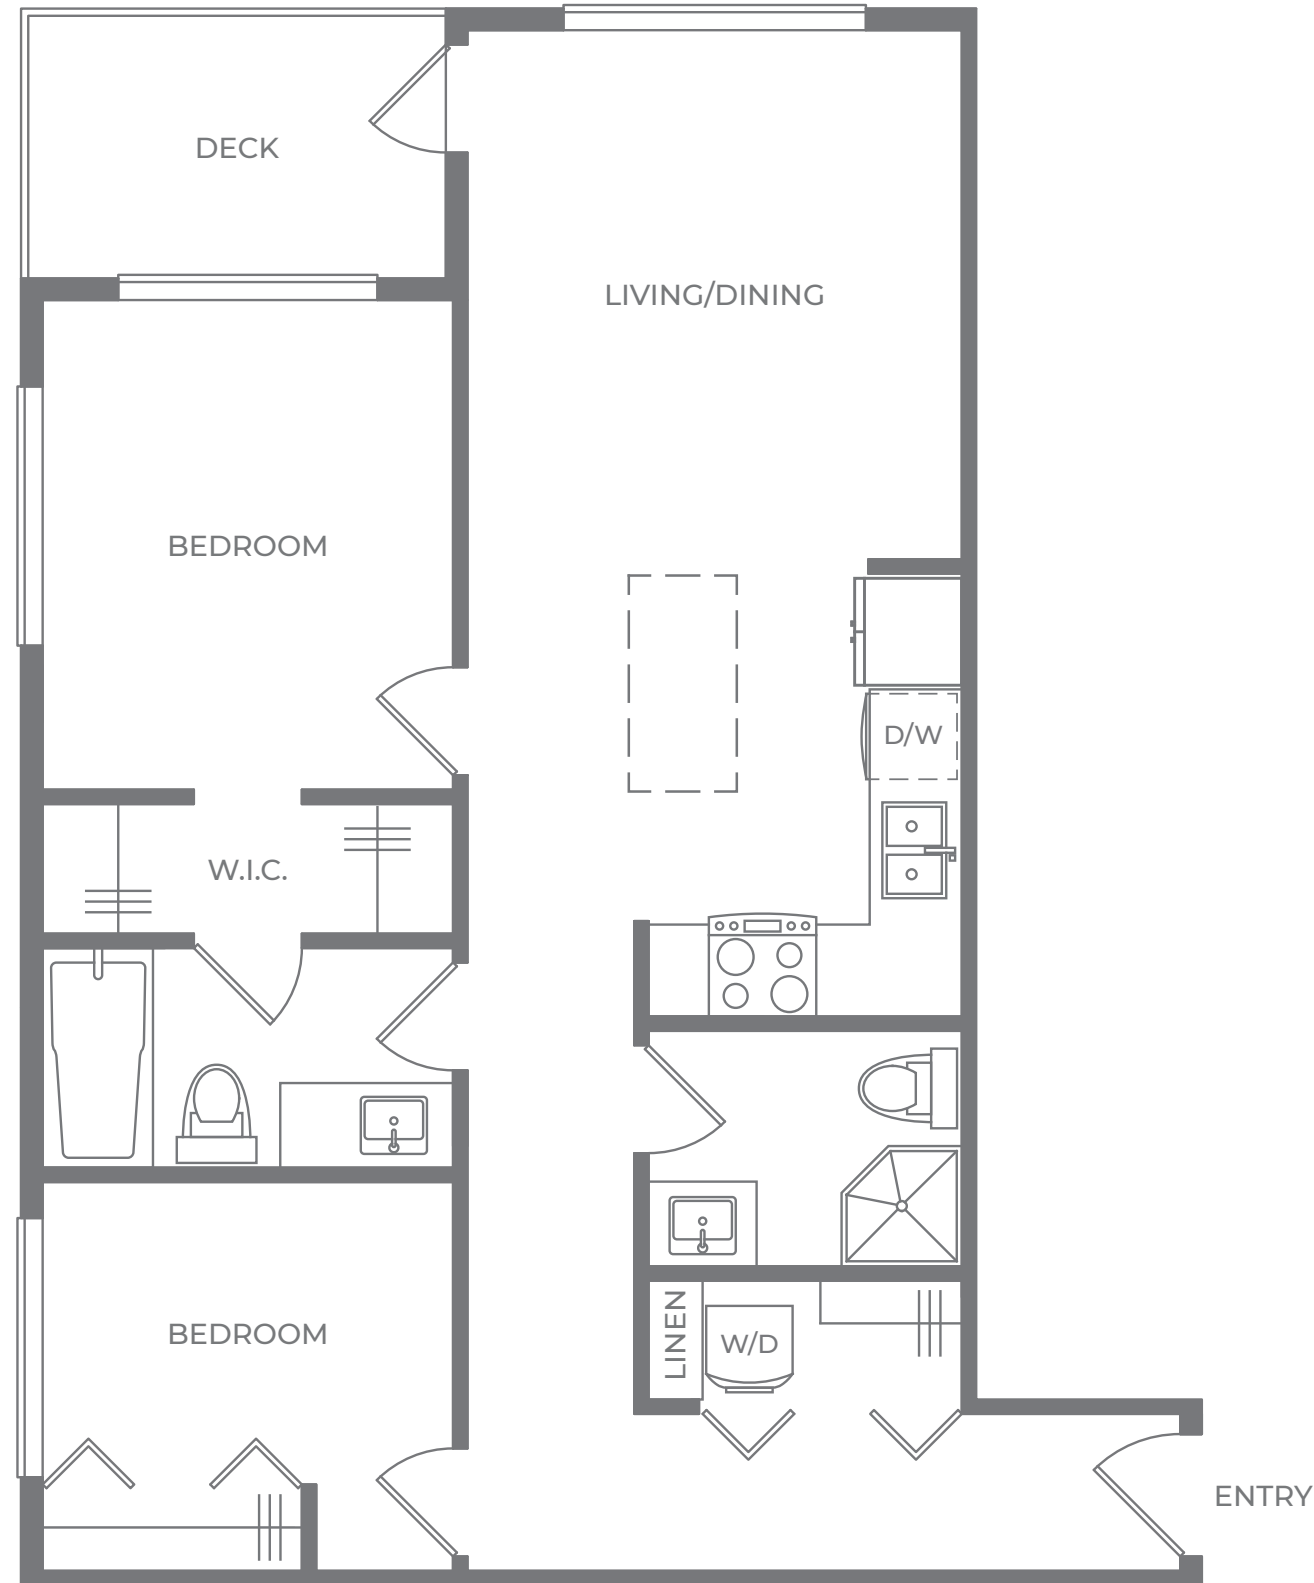 DECK
LIVING/DINING
BEDROOM
D/W
W.I.C.
BEDROOM
LINEN
W/D
ENTRY